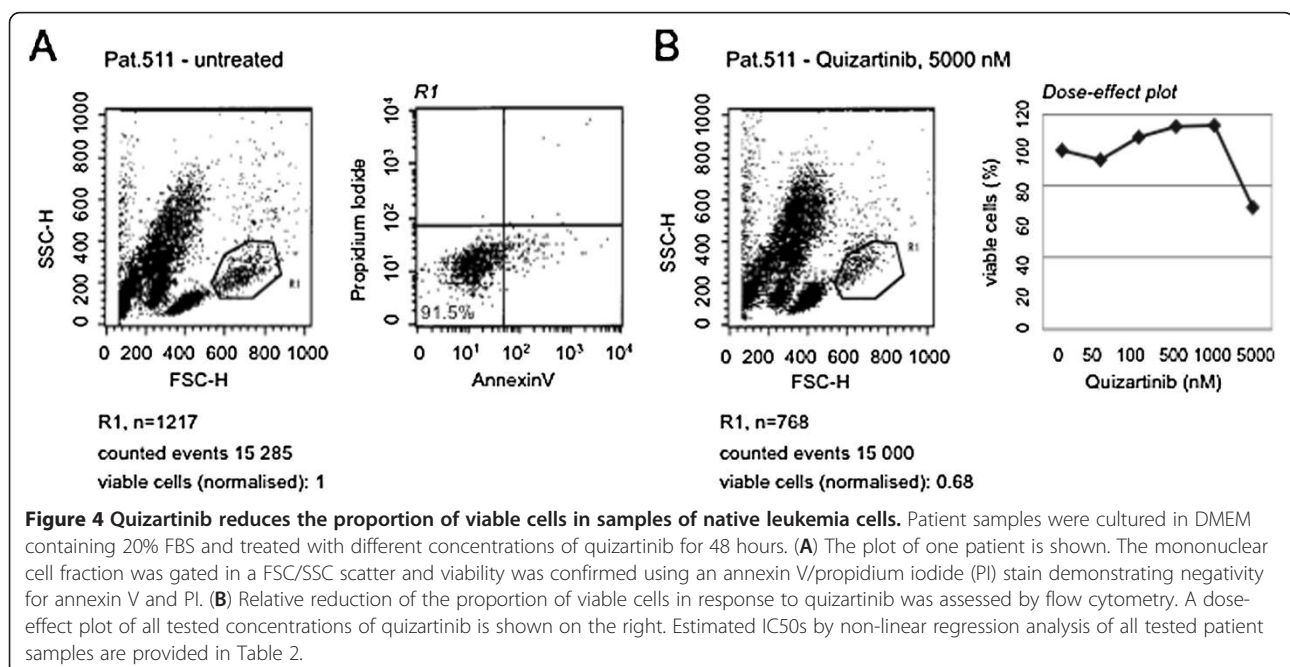 A
Pat.511 - untreated
SSC-H
0 200 400 600 800 1000
0 200 400 600 800 1000
FSC-H
R1
R1
Propidium Iodide
0 10¹ 10² 10³ 10⁴
91.5%
0 10¹ 10² 10³ 10⁴
AnnexinV
R1, n=1217
counted events 15 285
viable cells (normalised): 1
B
Pat.511 - Quizartinib, 5000 nM
SSC-H
0 200 400 600 800 1000
0 200 400 600 800 1000
FSC-H
R1
Dose-effect plot
viable cells (%)
0 20 40 60 80 100 120
0 50 100 500 1000 5000
Quizartinib (nM)
R1, n=768
counted events 15 000
viable cells (normalised): 0.68
Figure 4 Quizartinib reduces the proportion of viable cells in samples of native leukemia cells. Patient samples were cultured in DMEM
containing 20% FBS and treated with different concentrations of quizartinib for 48 hours. (A) The plot of one patient is shown. The mononuclear
cell fraction was gated in a FSC/SSC scatter and viability was confirmed using an annexin V/propidium iodide (PI) stain demonstrating negativity
for annexin V and PI. (B) Relative reduction of the proportion of viable cells in response to quizartinib was assessed by flow cytometry. A dose-
effect plot of all tested concentrations of quizartinib is shown on the right. Estimated IC50s by non-linear regression analysis of all tested patient
samples are provided in Table 2.